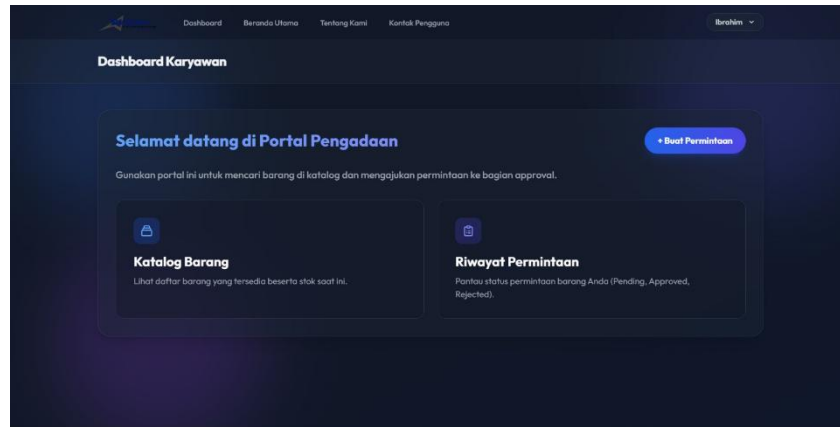 Dashboard Beranda Utama Tentang Kami Kontak Pengguna Ibrohim
Dashboard Karyawan
Selamat datang di Portal Pengadaan
+ Buat Permintaan
Gunakan portal ini untuk mencari barang di katalog dan mengajukan permintaan ke bagian approval.
Katalog Barang
Lihat daftar barang yang tersedia beserta stok saat ini.
Riwayat Permintaan
Pantau status permintaan barang Anda (Pending, Approved,
Rejected).